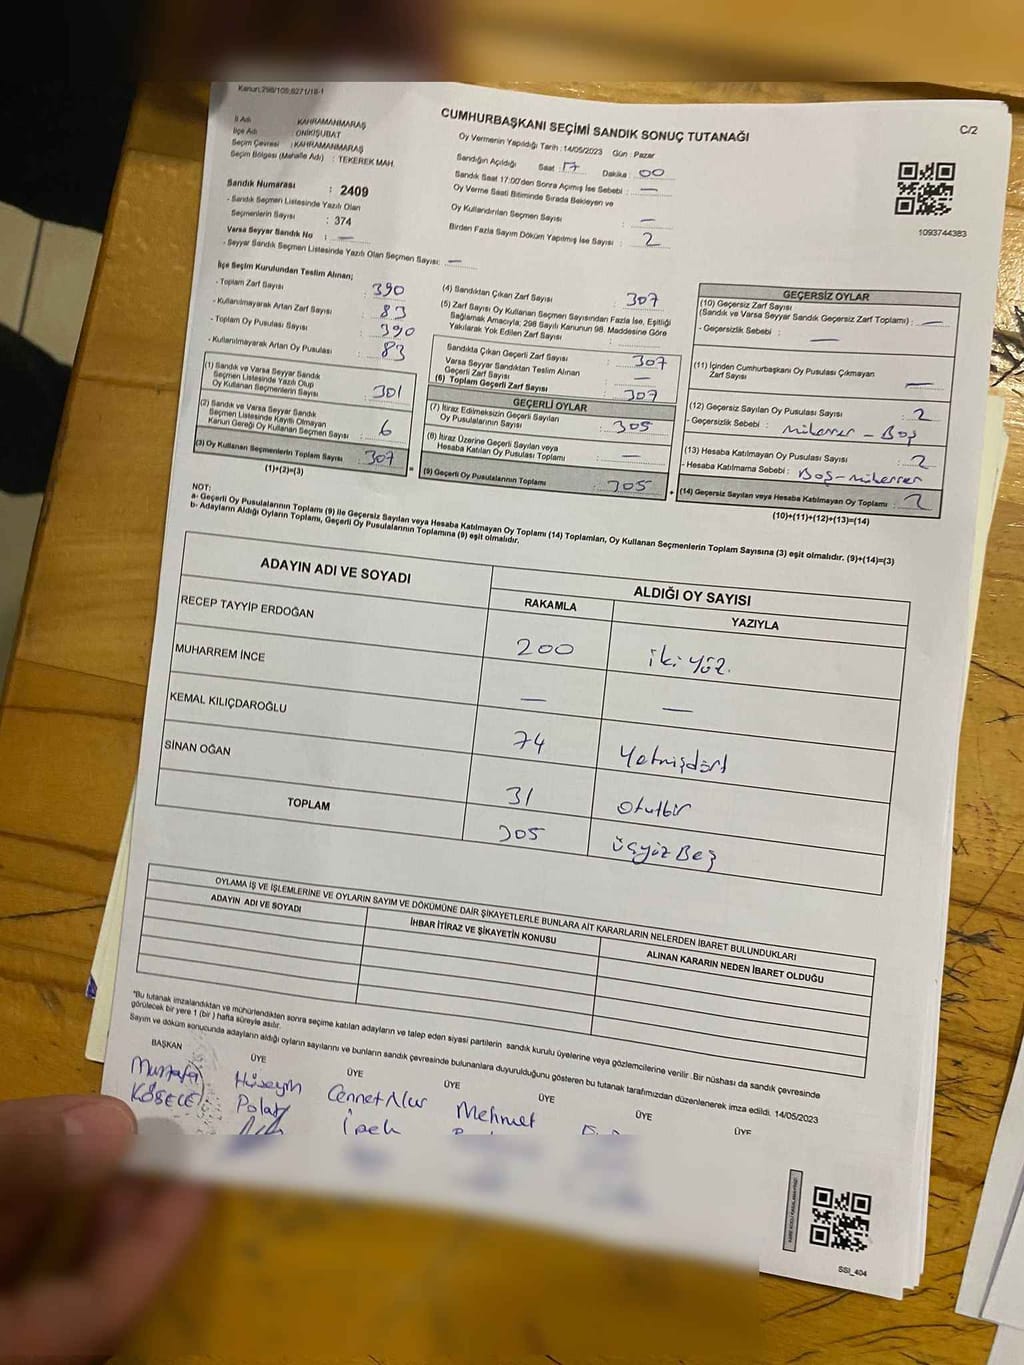 Kanun:298/105;6271/18-1
CUMHURBAŞKANI SEÇİMİ SANDIK SONUÇ TUTANAĞI
C/2
İl Adı : KAHRAMANMARAŞ
İlçe Adı : ONİKİŞUBAT
Seçim Çevresi : KAHRAMANMARAŞ
Seçim Bölgesi (Mahalle Adı) : TEKEREK MAH.
Sandık Numarası : 2409
- Sandık Seçmen Listesinde Yazılı Olan
Seçmenlerin Sayısı : 374
Varsa Seyyar Sandık No : —
- Seyyar Sandık Seçmen Listesinde Yazılı Olan Seçmen Sayısı: —
Oy Vermenin Yapıldığı Tarih : 14/05/2023 Gün : Pazar
Sandığın Açıldığı Saat : 17 Dakika : 00
Sandık Saat 17:00'den Sonra Açılmış İse Sebebi : —
Oy Verme Saati Bitiminde Sırada Bekleyen ve
Oy Kullandırılan Seçmen Sayısı : —
Birden Fazla Sayım Döküm Yapılmış İse Sayısı : 2
1093744383
İlçe Seçim Kurulundan Teslim Alınan;
- Toplam Zarf Sayısı : 390
- Kullanılmayarak Artan Zarf Sayısı : 83
- Toplam Oy Pusulası Sayısı : 390
- Kullanılmayarak Artan Oy Pusulası : 83
(1) Sandık ve Varsa Seyyar Sandık
Seçmen Listesinde Yazılı Olup
Oy Kullanan Seçmenlerin Sayısı : 301
(2) Sandık ve Varsa Seyyar Sandık
Seçmen Listesinde Kayıtlı Olmayan
Kanun Gereği Oy Kullanan Seçmen Sayısı : 6
(3) Oy Kullanan Seçmenlerin Toplam Sayısı : 307
(1)+(2)=(3)
(4) Sandıktan Çıkan Zarf Sayısı : 307
(5) Zarf Sayısı Oy Kullanan Seçmen Sayısından Fazla İse, Eşitliği
Sağlamak Amacıyla; 298 Sayılı Kanunun 98. Maddesine Göre
Yakılarak Yok Edilen Zarf Sayısı :
Sandıkta Çıkan Geçerli Zarf Sayısı : 307
Varsa Seyyar Sandıktan Teslim Alınan
Geçerli Zarf Sayısı : —
(6) Toplam Geçerli Zarf Sayısı : 307
GEÇERLİ OYLAR
(7) İtiraz Edilmeksizin Geçerli Sayılan
Oy Pusulalarının Sayısı : 305
(8) İtiraz Üzerine Geçerli Sayılan veya
Hesaba Katılan Oy Pusulası Toplamı : —
(9) Geçerli Oy Pusulalarının Toplamı : 305
GEÇERSİZ OYLAR
(10) Geçersiz Zarf Sayısı
(Sandık ve Varsa Seyyar Sandık Geçersiz Zarf Toplamı) : —
- Geçersizlik Sebebi : —
(11) İçinden Cumhurbaşkanı Oy Pusulası Çıkmayan
Zarf Sayısı : —
(12) Geçersiz Sayılan Oy Pusulası Sayısı : 2
- Geçersizlik Sebebi : mükerrer - Boş
(13) Hesaba Katılmayan Oy Pusulası Sayısı : 2
- Hesaba Katılmama Sebebi : Boş - mükerrer
(14) Geçersiz Sayılan veya Hesaba Katılmayan Oy Toplamı : 2
(10)+(11)+(12)+(13)=(14)
NOT:
a- Geçerli Oy Pusulalarının Toplamı (9) ile Geçersiz Sayılan veya Hesaba Katılmayan Oy Toplamı (14) Toplamları, Oy Kullanan Seçmenlerin Toplam Sayısına (3) eşit olmalıdır. (9)+(14)=(3)
b- Adayların Aldığı Oyların Toplamı, Geçerli Oy Pusulalarının Toplamına (9) eşit olmalıdır.
ADAYIN ADI VE SOYADI
ALDIĞI OY SAYISI
RAKAMLA
YAZIYLA
RECEP TAYYİP ERDOĞAN 200 iki yüz.
MUHARREM İNCE — —
KEMAL KILIÇDAROĞLU 74 Yetmişdört
SİNAN OĞAN 31 Otuzbir
TOPLAM 305 üçyüz Beş
OYLAMA İŞ VE İŞLEMLERİNE VE OYLARIN SAYIM VE DÖKÜMÜNE DAİR ŞİKAYETLERLE BUNLARA AİT KARARLARIN NELERDEN İBARET BULUNDUKLARI
ADAYIN ADI VE SOYADI
İHBAR İTİRAZ VE ŞİKAYETİN KONUSU
ALINAN KARARIN NEDEN İBARET OLDUĞU
*Bu tutanak imzalandıktan ve mühürlendikten sonra seçime katılan adayların ve talep eden siyasi partilerin sandık kurulu üyelerine veya gözlemcilerine verilir. Bir nüshası da sandık çevresinde
görülecek bir yere 1 (bir) hafta süreyle asılır.
Sayım ve döküm sonucunda adayların aldığı oyların sayılarını ve bunların sandık çevresinde bulunanlara duyurulduğunu gösteren bu tutanak tarafımızdan düzenlenerek imza edildi. 14/05/2023
BAŞKAN ÜYE ÜYE ÜYE ÜYE ÜYE ÜYE
Mustafa Hüseyin Cennet Nur Mehmet
KÖSECE Polat İpek
SSI_404